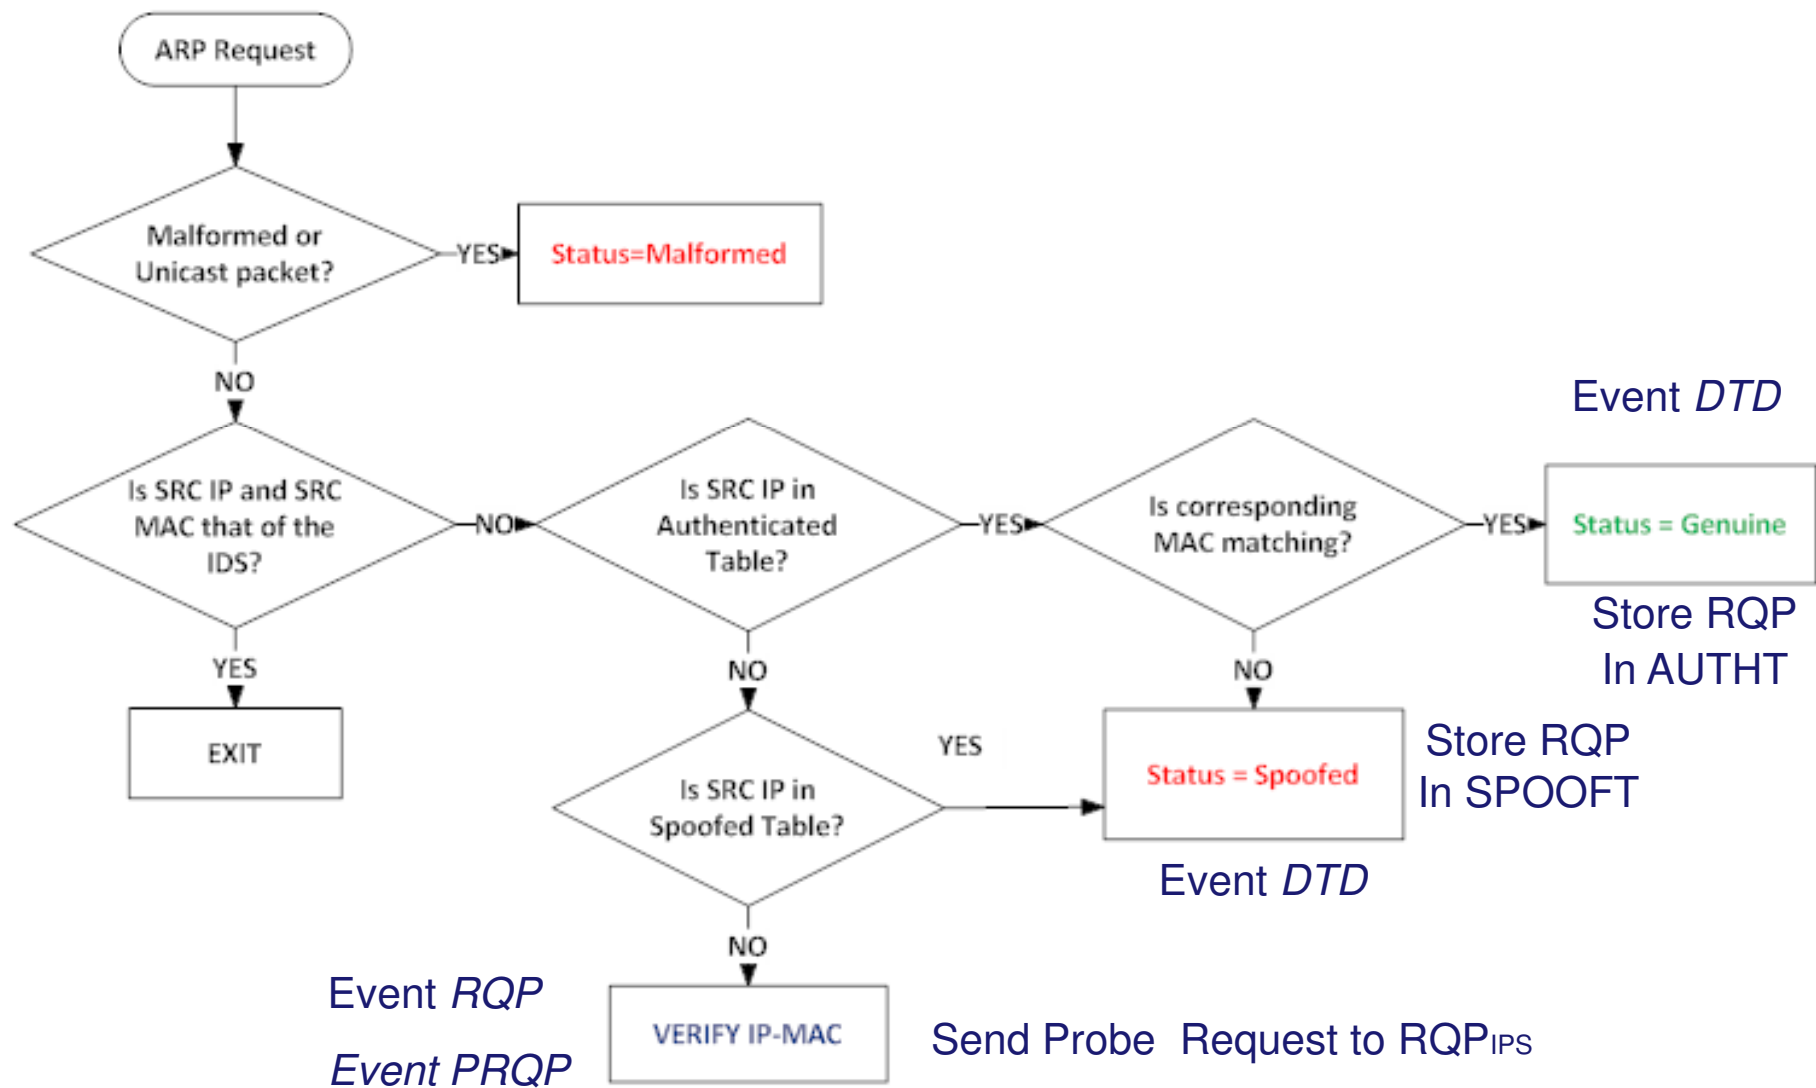 ARP Request
Malformed or
Unicast packet?
YES
Status=Malformed
NO
Event DTD
Is SRC IP and SRC
MAC that of the
IDS?
NO
Is SRC IP in
Authenticated
Table?
YES
Is corresponding
MAC matching?
YES
Status = Genuine
Store RQP
In AUTHT
YES
NO
NO
EXIT
Is SRC IP in
Spoofed Table?
YES
Status = Spoofed
Store RQP
In SPOOFT
Event DTD
NO
Event RQP
Event PRQP
VERIFY IP-MAC
Send Probe Request to RQPIPS